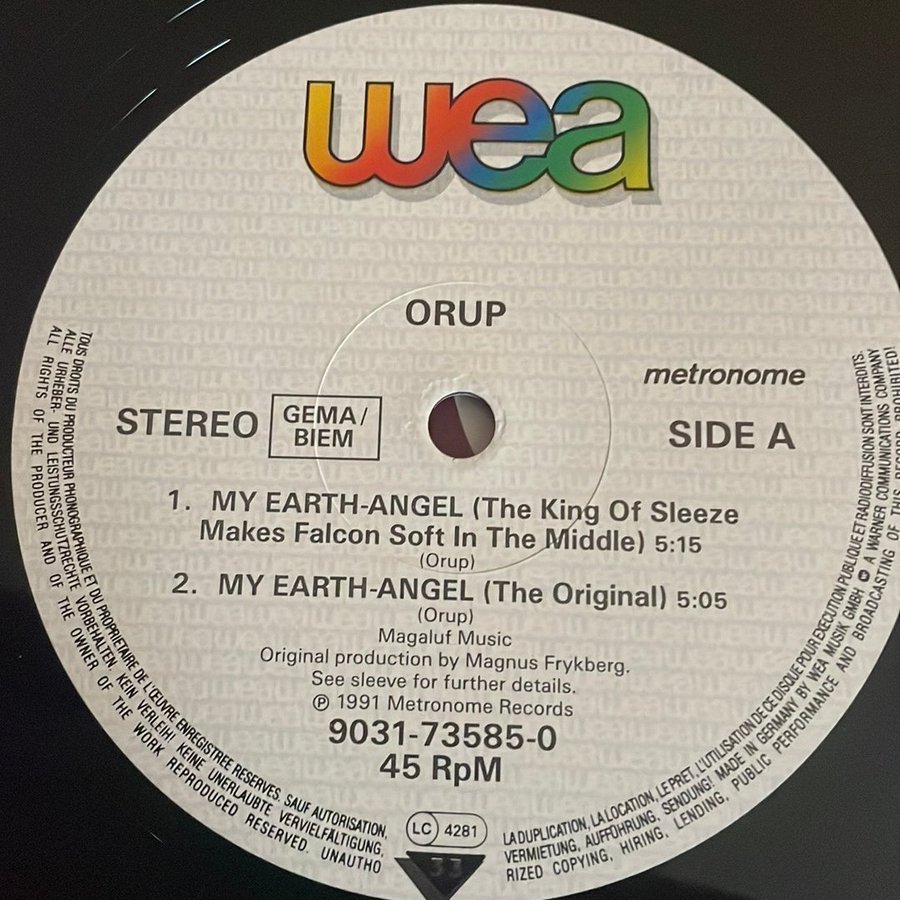 wea
ORUP
metronome
STEREO
GEMA/
BIEM
SIDE A
1. MY EARTH-ANGEL (The King Of Sleeze
Makes Falcon Soft In The Middle) 5:15
(Orup)
2. MY EARTH-ANGEL (The Original) 5:05
(Orup)
Magaluf Music
Original production by Magnus Frykberg.
See sleeve for further details.
℗ 1991 Metronome Records
9031-73585-0
45 RpM
LC 4281
33
TOUS DROITS DU PRODUCTEUR PHONOGRAPHIQUE ET DU PROPRIETAIRE DE L'ŒUVRE ENREGISTREE RESERVES. SAUF AUTORISATION,
LA DUPLICATION, LA LOCATION, LE PRET, L'UTILISATION DE CE DISQUE POUR EXECUTION PUBLIQUE ET RADIODIFFUSION SONT INTERDITS.
ALLE URHEBER- UND LEISTUNGSSCHUTZRECHTE VORBEHALTEN. KEIN VERLEIH! KEINE UNERLAUBTE VERVIELFÄLTIGUNG,
VERMIETUNG, AUFFÜHRUNG, SENDUNG! MADE IN GERMANY BY WEA MUSIK GMBH A WARNER COMMUNICATIONS COMPANY
ALL RIGHTS OF THE PRODUCER AND OF THE OWNER OF THE WORK REPRODUCED RESERVED. UNAUTHO
RIZED COPYING, HIRING, LENDING, PUBLIC PERFORMANCE AND BROADCASTING OF THIS RECORD PROHIBITED!